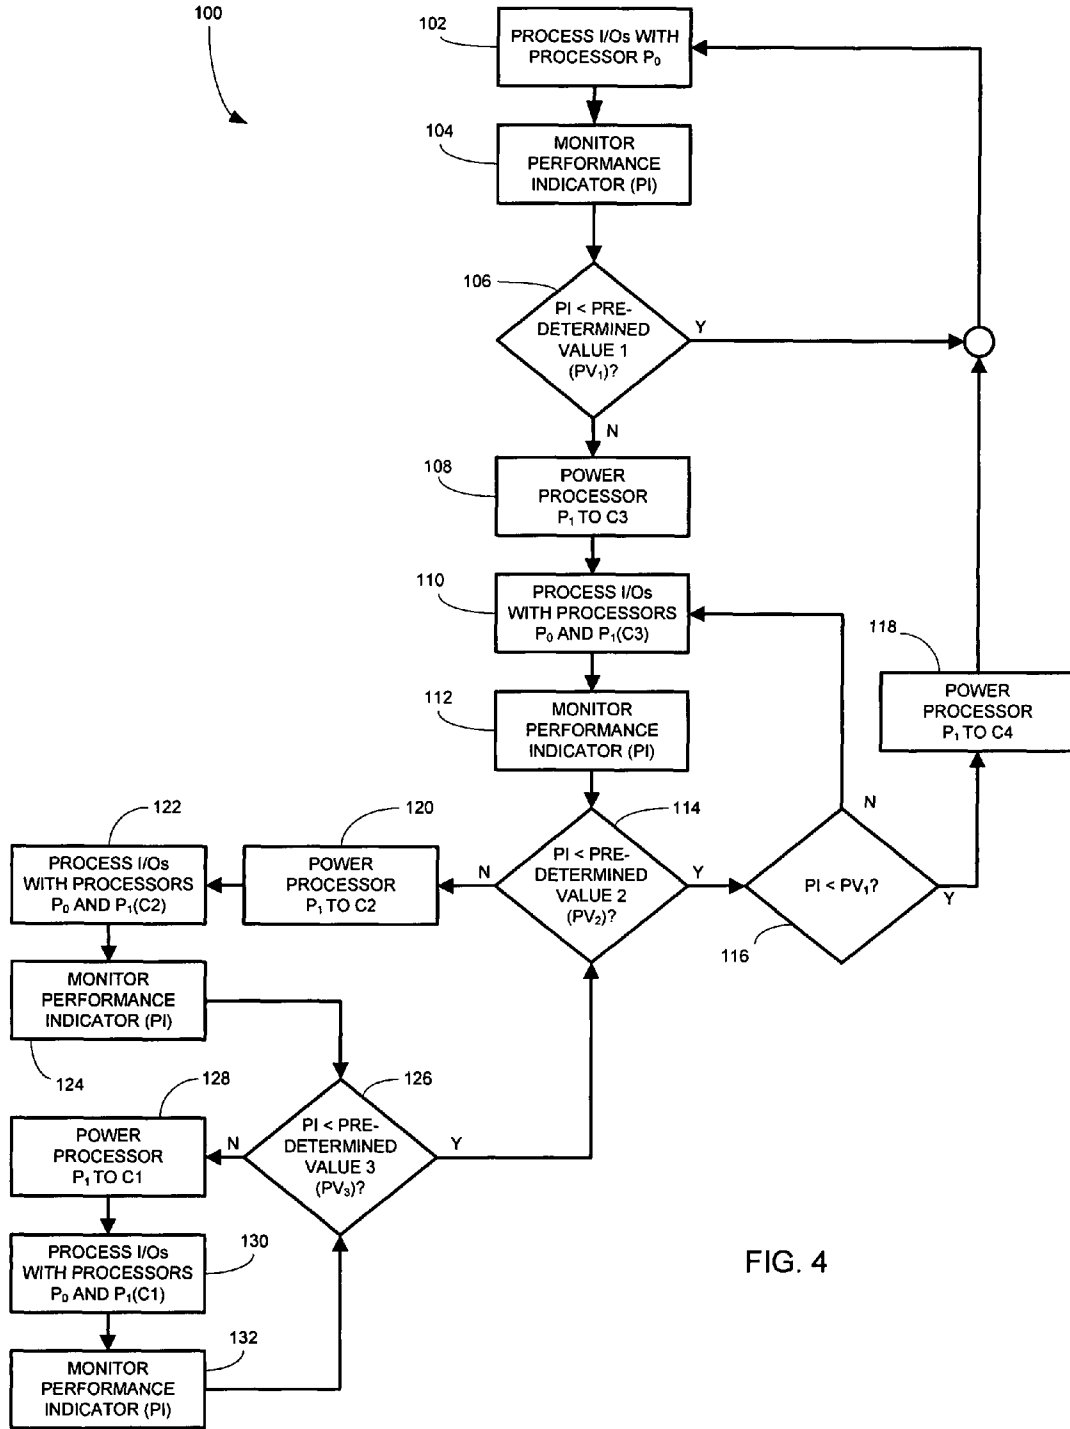 100
102
PROCESS I/Os WITH
PROCESSOR P₀
104
MONITOR
PERFORMANCE
INDICATOR (PI)
106
PI < PRE-
DETERMINED
VALUE 1
(PV₁)?
Y
N
108
POWER
PROCESSOR
P₁ TO C3
110
PROCESS I/Os
WITH PROCESSORS
P₀ AND P₁(C3)
118
POWER
PROCESSOR
P₁ TO C4
112
MONITOR
PERFORMANCE
INDICATOR (PI)
114
PI < PRE-
DETERMINED
VALUE 2
(PV₂)?
N
Y
116
PI < PV₁?
N
Y
120
POWER
PROCESSOR
P₁ TO C2
122
PROCESS I/Os
WITH PROCESSORS
P₀ AND P₁(C2)
MONITOR
PERFORMANCE
INDICATOR (PI)
124
126
PI < PRE-
DETERMINED
VALUE 3
(PV₃)?
N
Y
128
POWER
PROCESSOR
P₁ TO C1
130
PROCESS I/Os
WITH PROCESSORS
P₀ AND P₁(C1)
132
MONITOR
PERFORMANCE
INDICATOR (PI)
FIG. 4